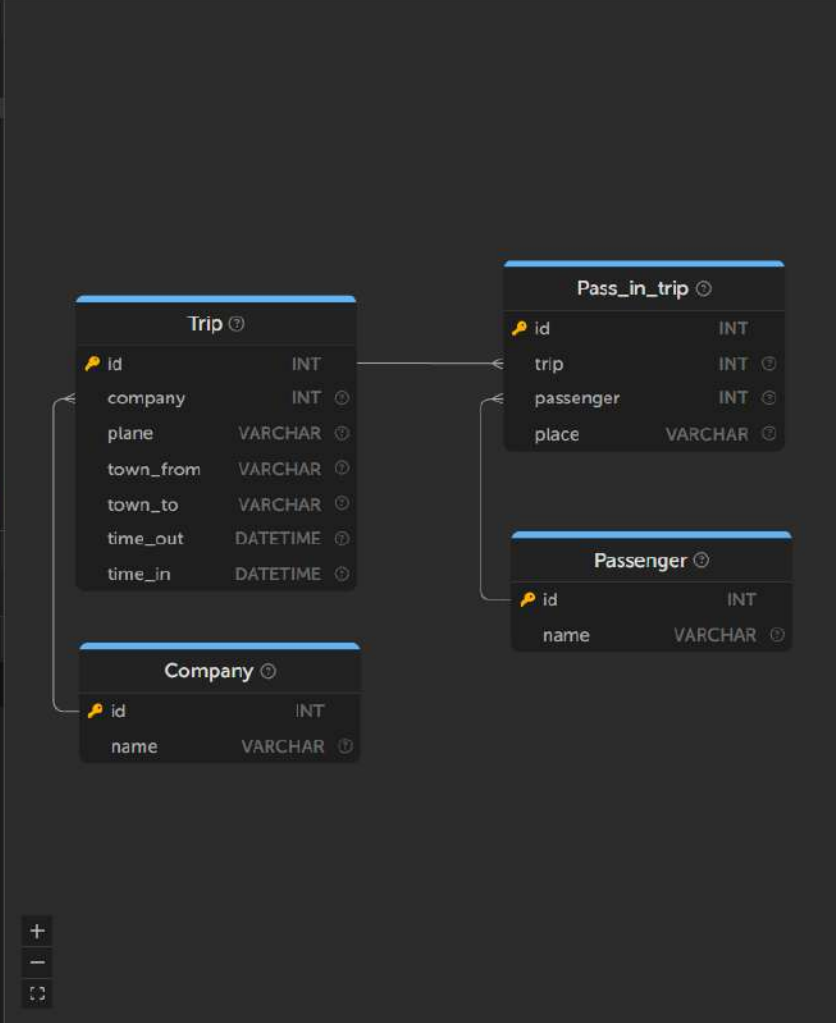 Trip
id INT
company INT
plane VARCHAR
town_from VARCHAR
town_to VARCHAR
time_out DATETIME
time_in DATETIME
Company
id INT
name VARCHAR
Pass_in_trip
id INT
trip INT
passenger INT
place VARCHAR
Passenger
id INT
name VARCHAR